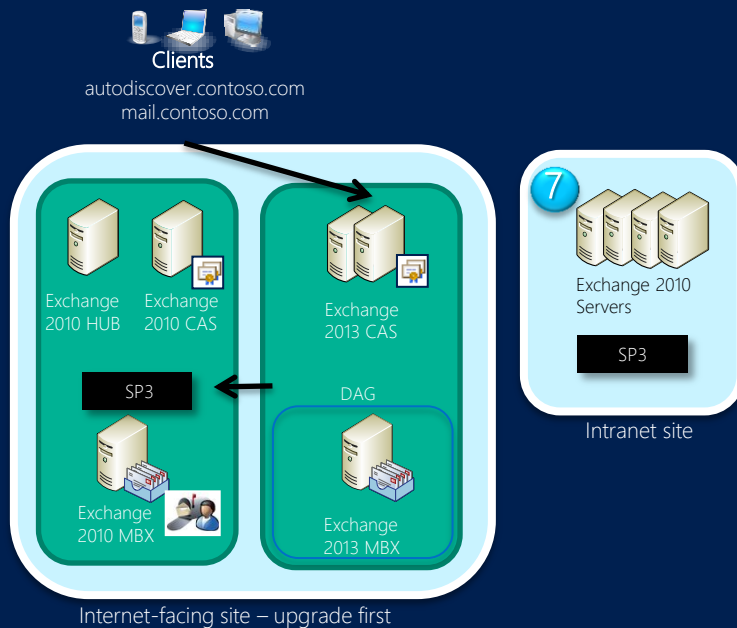 Clients
autodiscover.contoso.com
mail.contoso.com
Exchange
2010 HUB
Exchange
2010 CAS
SP3
Exchange
2010 MBX
Exchange
2013 CAS
DAG
Exchange
2013 MBX
Internet-facing site – upgrade first
7
Exchange 2010
Servers
SP3
Intranet site